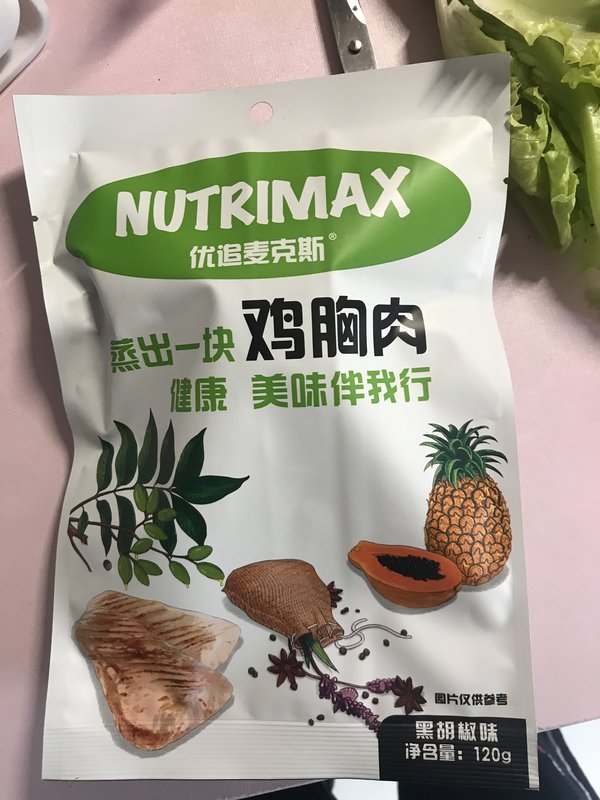 NUTRIMAX
优追麦克斯®
蒸出一块 鸡胸肉
健康 美味伴我行
图片仅供参考
黑胡椒味
净含量：120g